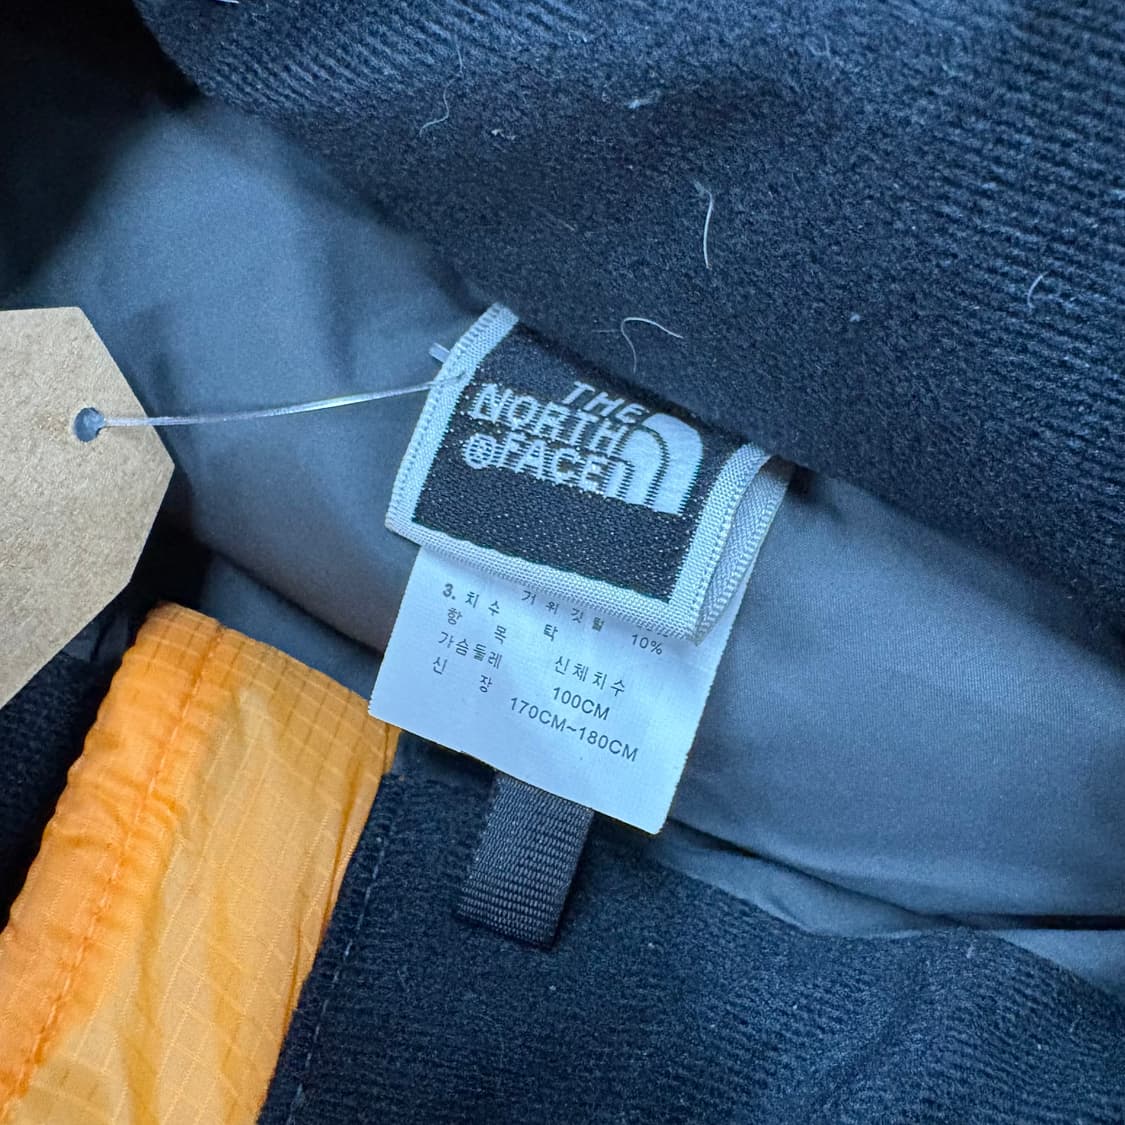 THE
NORTH
®FACE
거 위 깃 털 10%
3. 치 수
항 목 신체치수
가슴둘레 100CM
신 장 170CM~180CM